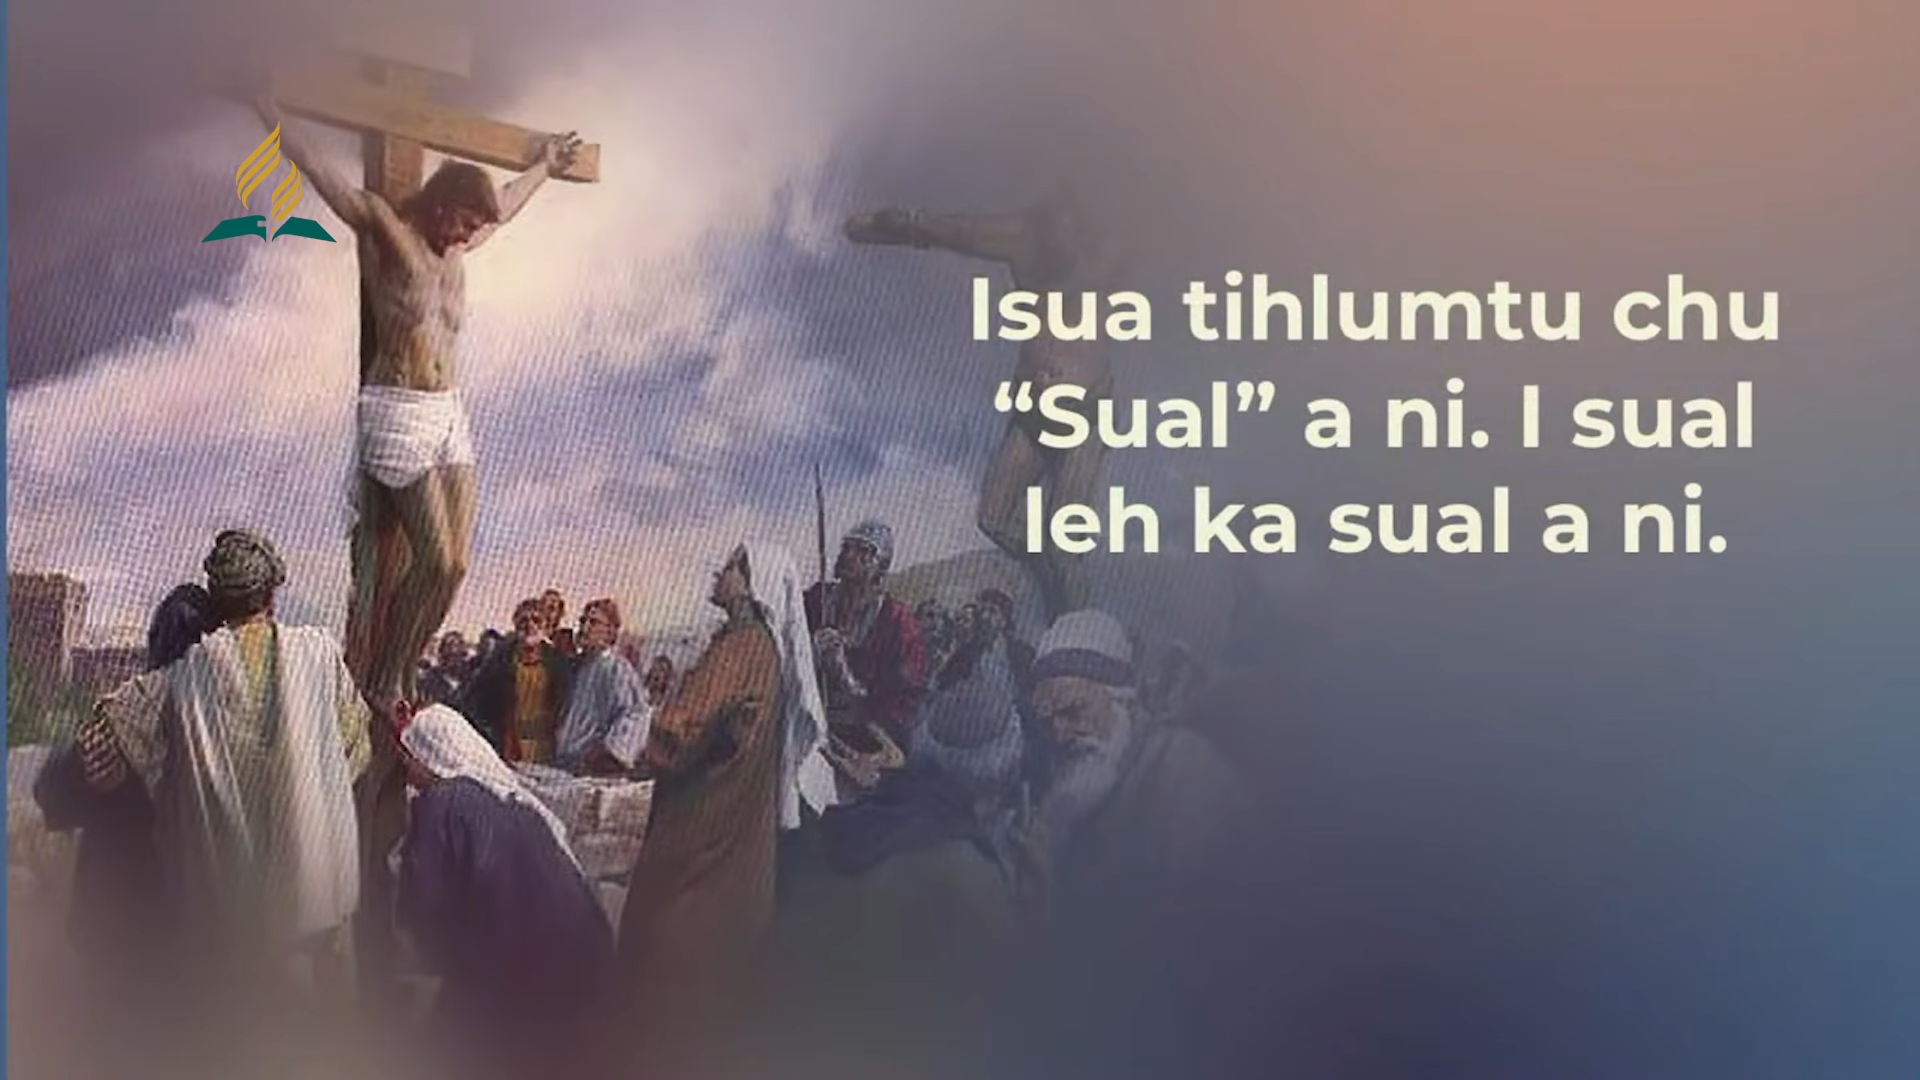 Isua tihlumtu chu
“Sual” a ni. I sual
leh ka sual a ni.